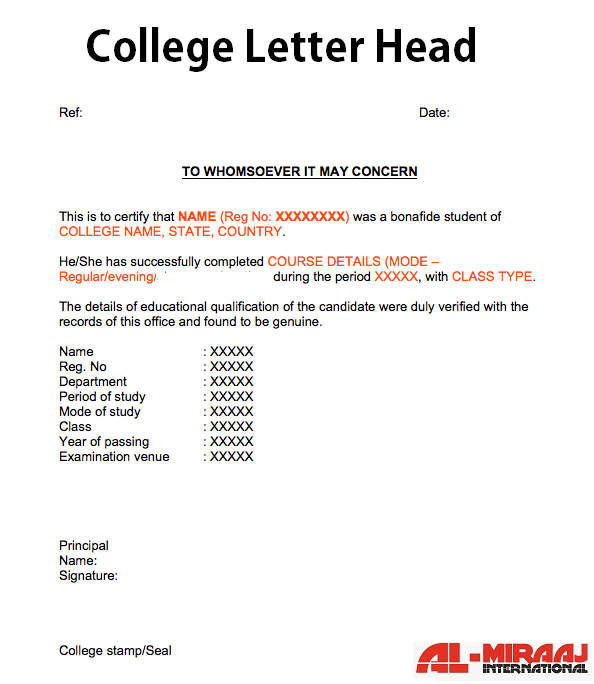 College Letter Head
Ref: Date:
TO WHOMSOEVER IT MAY CONCERN
This is to certify that NAME (Reg No: XXXXXXXX) was a bonafide student of
COLLEGE NAME, STATE, COUNTRY.
He/She has successfully completed COURSE DETAILS (MODE –
Regular/evening/ during the period XXXXX, with CLASS TYPE.
The details of educational qualification of the candidate were duly verified with the
records of this office and found to be genuine.
Name : XXXXX
Reg. No : XXXXX
Department : XXXXX
Period of study : XXXXX
Mode of study : XXXXX
Class : XXXXX
Year of passing : XXXXX
Examination venue : XXXXX
Principal
Name:
Signature:
College stamp/Seal
AL-MIRAAJ
INTERNATIONAL